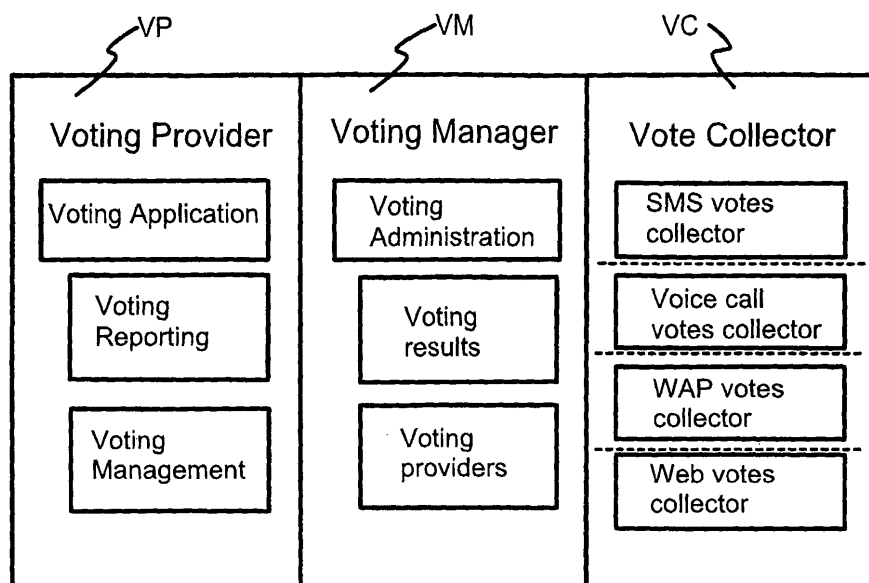 VP
VM
VC
Voting Provider
Voting Manager
Vote Collector
Voting Application
Voting
Reporting
Voting
Management
Voting
Administration
Voting
results
Voting
providers
SMS votes
collector
Voice call
votes collector
WAP votes
collector
Web votes
collector